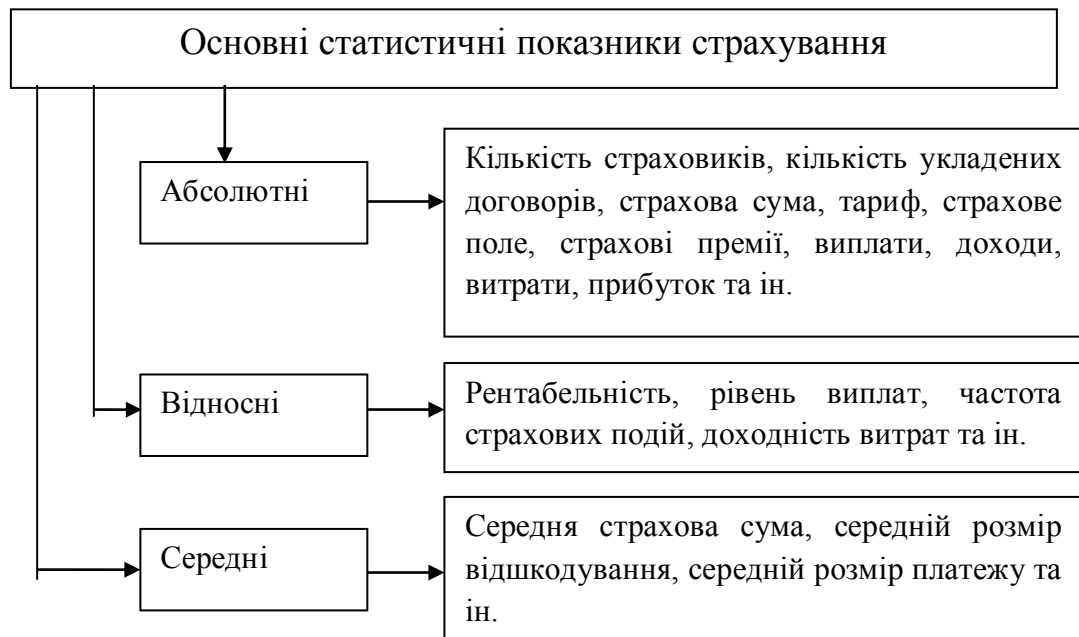 Основні статистичні показники страхування
Абсолютні
Кількість страховиків, кількість укладених
договорів, страхова сума, тариф, страхове
поле, страхові премії, виплати, доходи,
витрати, прибуток та ін.
Відносні
Рентабельність, рівень виплат, частота
страхових подій, доходність витрат та ін.
Середні
Середня страхова сума, середній розмір
відшкодування, середній розмір платежу та
ін.